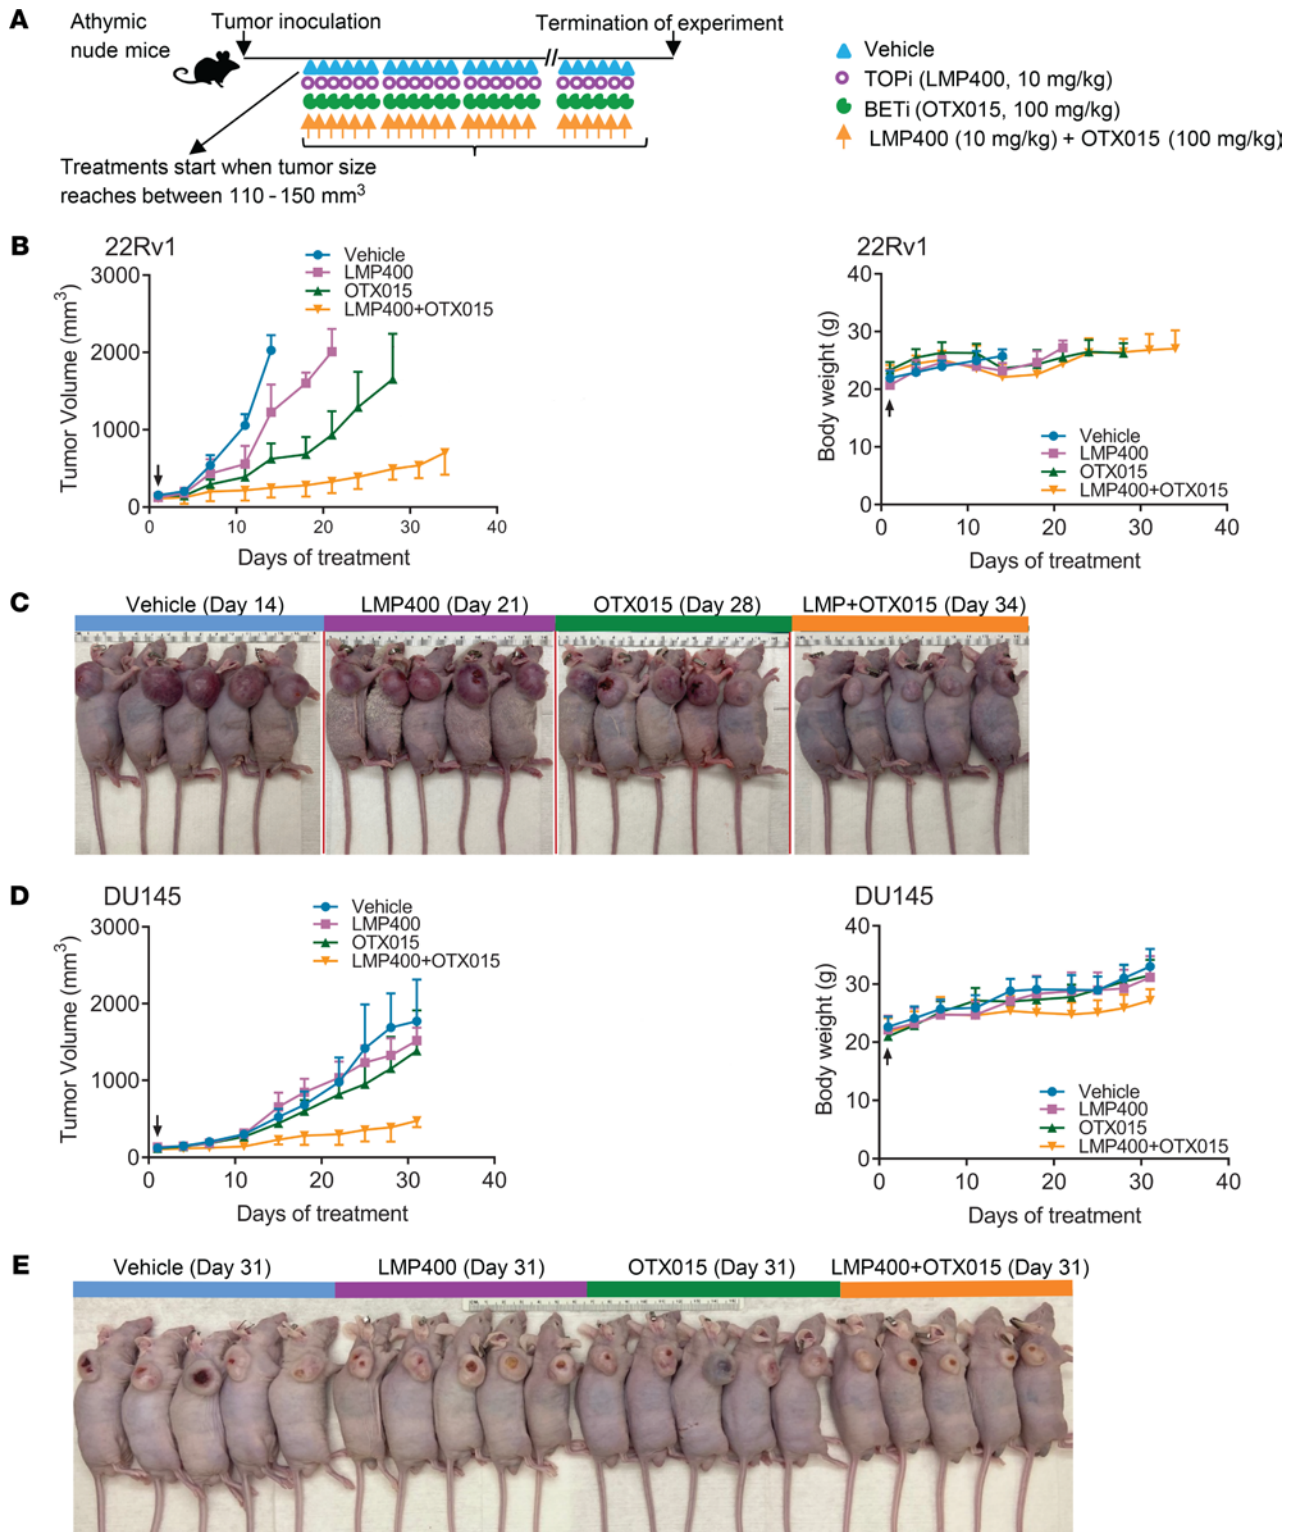 A
Athymic
nude mice
Tumor inoculation
Termination of experiment
//
Treatments start when tumor size
reaches between 110 - 150 mm3
Vehicle
TOPi (LMP400, 10 mg/kg)
BETi (OTX015, 100 mg/kg)
LMP400 (10 mg/kg) + OTX015 (100 mg/kg)
B
22Rv1
Vehicle
LMP400
OTX015
LMP400+OTX015
Tumor Volume (mm3)
3000
2000
1000
0
0 10 20 30 40
Days of treatment
22Rv1
Body weight (g)
40
30
20
10
0
Vehicle
LMP400
OTX015
LMP400+OTX015
0 10 20 30 40
Days of treatment
C
Vehicle (Day 14) LMP400 (Day 21) OTX015 (Day 28) LMP+OTX015 (Day 34)
D
DU145
Vehicle
LMP400
OTX015
LMP400+OTX015
Tumor Volume (mm3)
3000
2000
1000
0
0 10 20 30 40
Days of treatment
DU145
Body weight (g)
40
30
20
10
0
Vehicle
LMP400
OTX015
LMP400+OTX015
0 10 20 30 40
Days of treatment
E
Vehicle (Day 31) LMP400 (Day 31) OTX015 (Day 31) LMP400+OTX015 (Day 31)